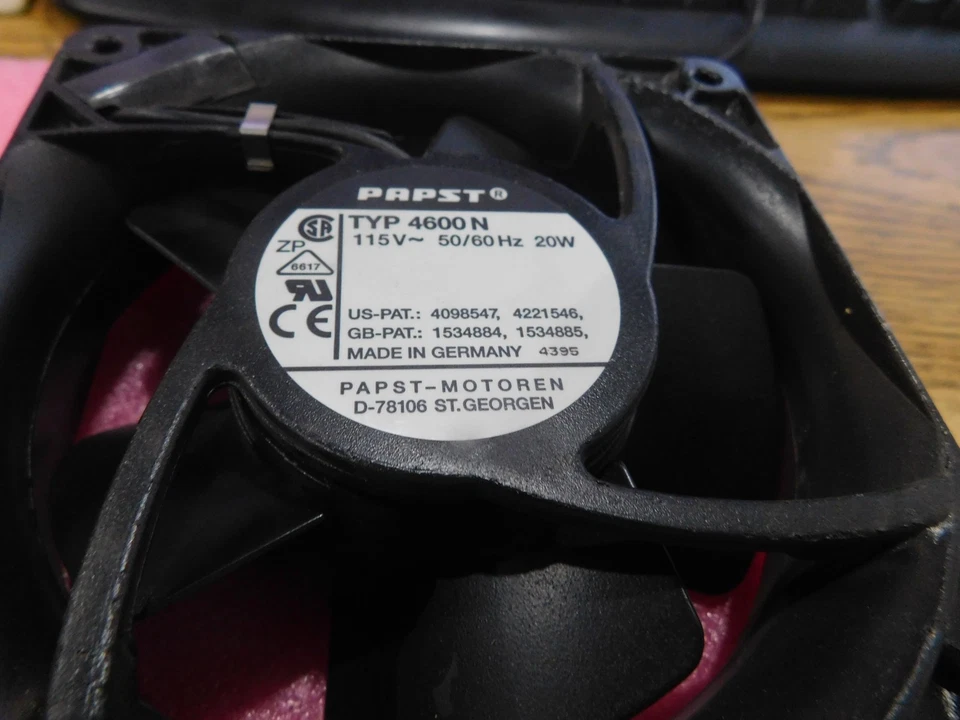 PAPST®
TYP 4600 N
115V~ 50/60 Hz 20W
ZP
6617
US-PAT.: 4098547, 4221546,
GB-PAT.: 1534884, 1534885,
MADE IN GERMANY 4395
PAPST-MOTOREN
D-78106 ST. GEORGEN